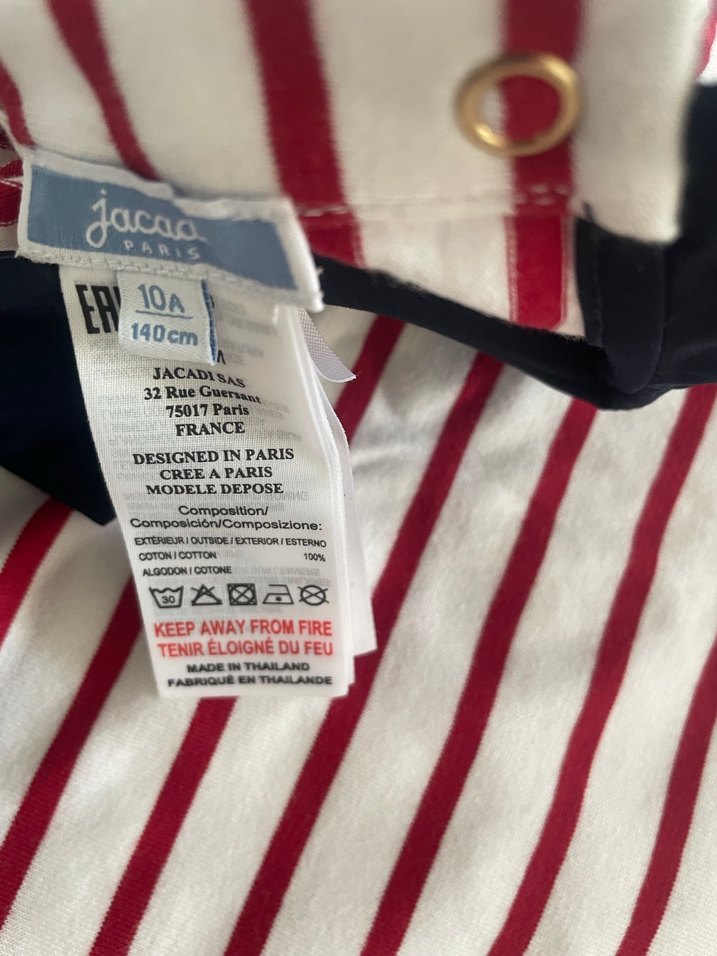 jacadi
PARIS
EAC
10A
140cm
JACADI SAS
32 Rue Guersant
75017 Paris
FRANCE
DESIGNED IN PARIS
CREE A PARIS
MODELE DEPOSE
Composition/
Composición/Composizione:
EXTÉRIEUR / OUTSIDE / EXTERIOR / ESTERNO
COTON / COTTON 100%
ALGODON / COTONE
30
KEEP AWAY FROM FIRE
TENIR ÉLOIGNÉ DU FEU
MADE IN THAILAND
FABRIQUÉ EN THAILANDE